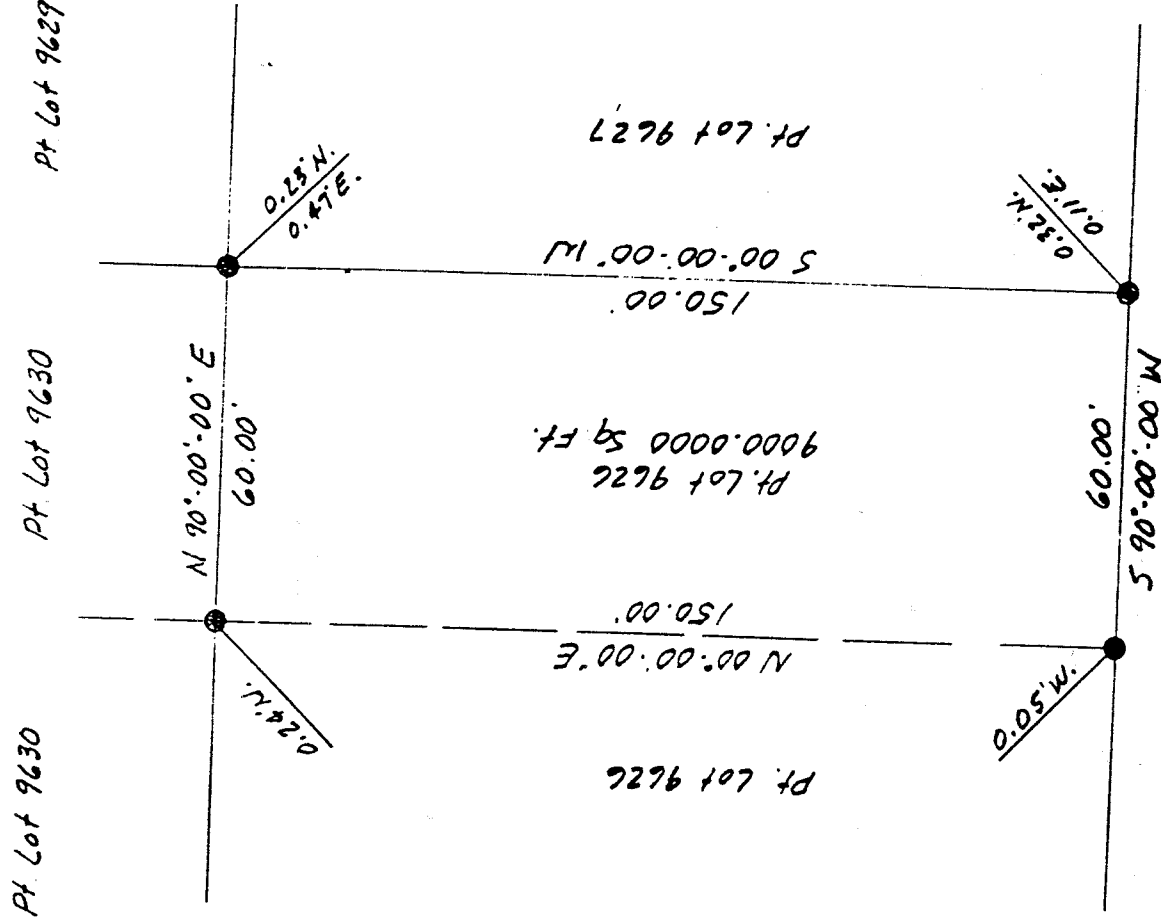 Pt. Lot 9629
Pt. Lot 9630
Pt. Lot 9630
Pt. Lot 9627
0.23' N.
0.47' E.
0.32' N.
0.11' E.
S 00°-00'-00" W
150.00'
N 90°-00'-00" E
60.00'
Pt. Lot 9626
9000.0000 Sq Ft.
60.00'
S 90°-00'-00" W
150.00'
N 00°-00'-00" E
0.24' N.
0.05' W.
Pt. Lot 9626